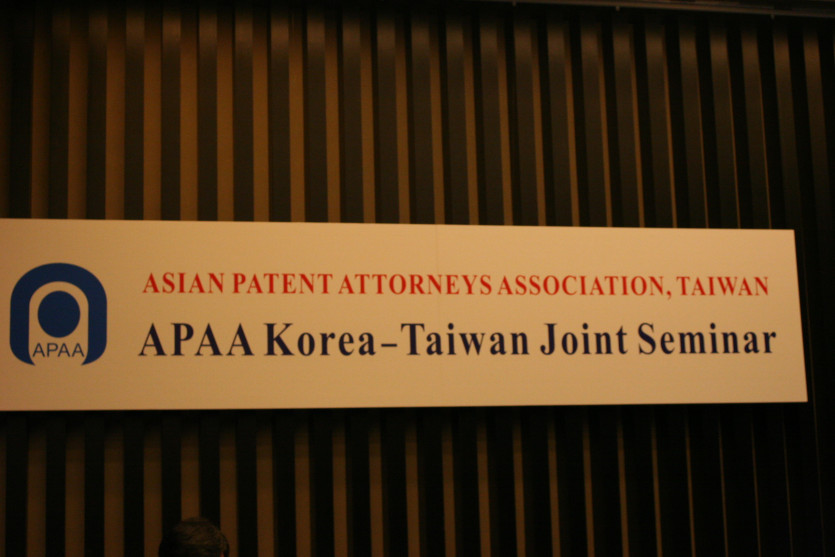 ASIAN PATENT ATTORNEYS ASSOCIATION, TAIWAN
APAA
APAA Korea-Taiwan Joint Seminar